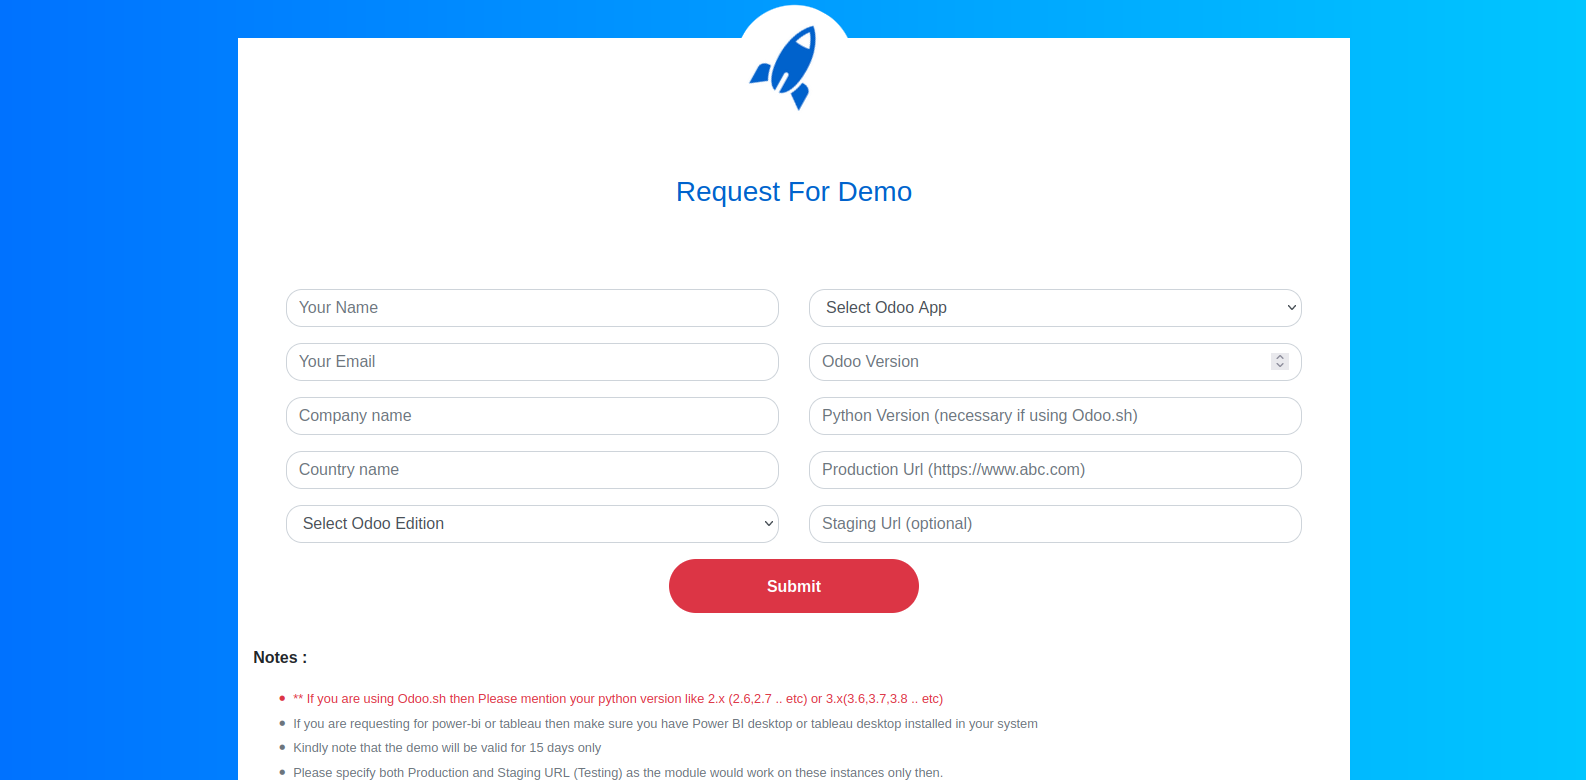 Request For Demo
Your Name
Select Odoo App
Your Email
Odoo Version
Company name
Python Version (necessary if using Odoo.sh)
Country name
Production Url (https://www.abc.com)
Select Odoo Edition
Staging Url (optional)
Submit
Notes :
** If you are using Odoo.sh then Please mention your python version like 2.x (2.6,2.7 .. etc) or 3.x(3.6,3.7,3.8 .. etc)
If you are requesting for power-bi or tableau then make sure you have Power BI desktop or tableau desktop installed in your system
Kindly note that the demo will be valid for 15 days only
Please specify both Production and Staging URL (Testing) as the module would work on these instances only then.